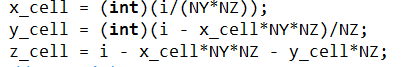 x_cell = (int)(i/(NY*NZ));
y_cell = (int)(i - x_cell*NY*NZ)/NZ;
z_cell = i - x_cell*NY*NZ - y_cell*NZ;